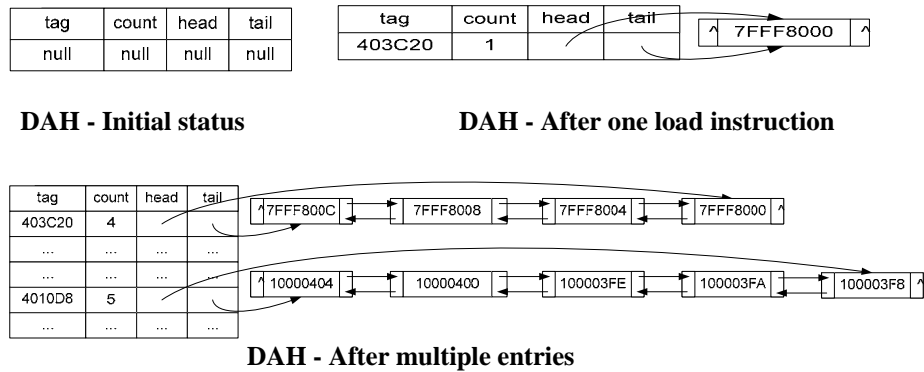 tag count head tail
null null null null
tag count head tail
403C20 1
^ 7FFF8000 ^
DAH - Initial status
DAH - After one load instruction
tag count head tail
403C20 4
... ... ... ...
... ... ... ...
4010D8 5
... ... ... ...
^ 7FFF800C 7FFF8008 7FFF8004 7FFF8000 ^
^ 10000404 10000400 100003FE 100003FA 100003F8 ^
DAH - After multiple entries